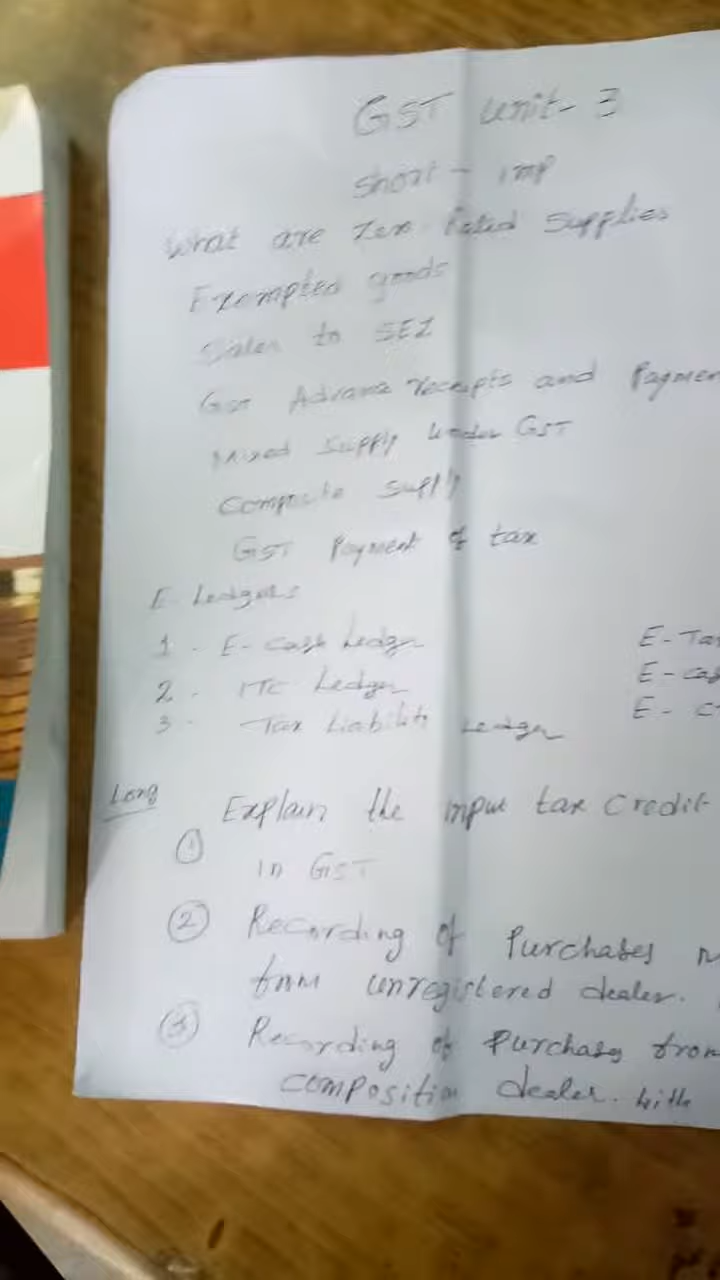 GST Unit-3
Short - imp
What are Zero Rated Supplies
Exempted goods
Sales to SEZ
GST Advance receipts and Paymen
Mixed Supply Under GST
Composite Supply
GST Payment of tax
E-Ledgers
1. E-Cash Ledger
2. ITC Ledger
3. Tax Liability Ledger
E-Tax
E-cas
E-
Long
① Explain the input tax credit
in GST
② Recording of Purchases
from unregistered dealer.
③ Recording of Purchases from
composition dealer. with